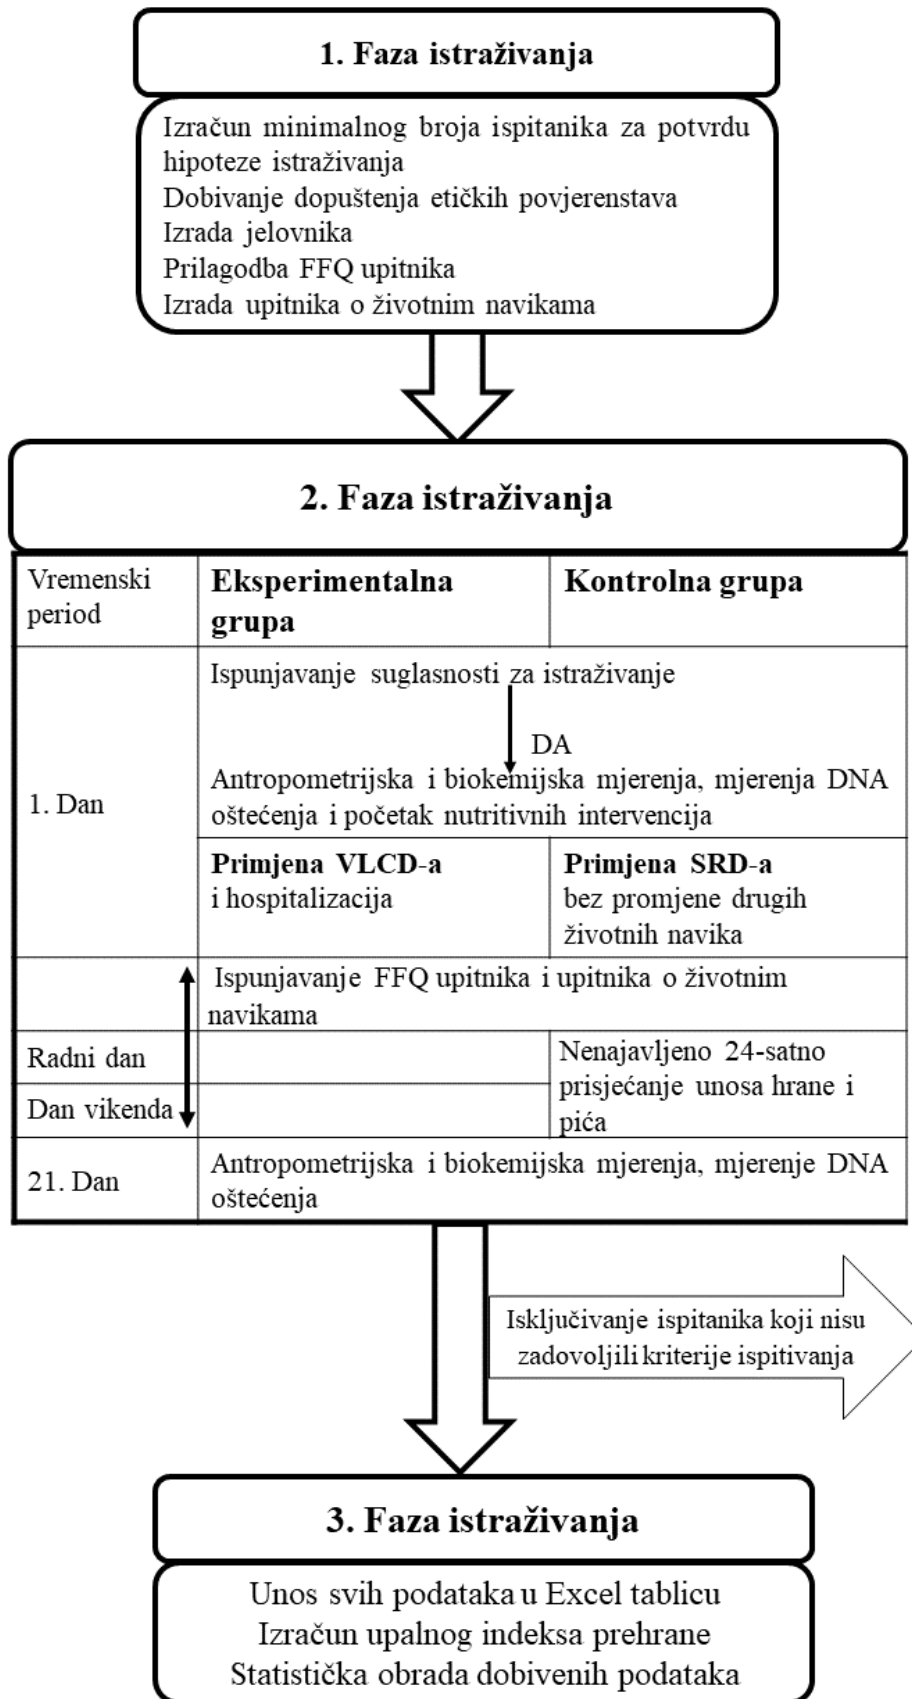 1. Faza istraživanja
Izračun minimalnog broja ispitanika za potvrdu
hipoteze istraživanja
Dobivanje dopuštenja etičkih povjerenstava
Izrada jelovnika
Prilagodba FFQ upitnika
Izrada upitnika o životnim navikama
2. Faza istraživanja
Vremenski
period
Eksperimentalna
grupa
Kontrolna grupa
1. Dan
Ispunjavanje suglasnosti za istraživanje
DA
Antropometrijska i biokemijska mjerenja, mjerenja DNA
oštećenja i početak nutritivnih intervencija
Primjena VLCD-a
i hospitalizacija
Primjena SRD-a
bez promjene drugih
životnih navika
Ispunjavanje FFQ upitnika i upitnika o životnim
navikama
Radni dan
Dan vikenda
Nenajavljeno 24-satno
prisjećanje unosa hrane i
pića
21. Dan
Antropometrijska i biokemijska mjerenja, mjerenje DNA
oštećenja
Isključivanje ispitanika koji nisu
zadovoljili kriterije ispitivanja
3. Faza istraživanja
Unos svih podataka u Excel tablicu
Izračun upalnog indeksa prehrane
Statistička obrada dobivenih podataka